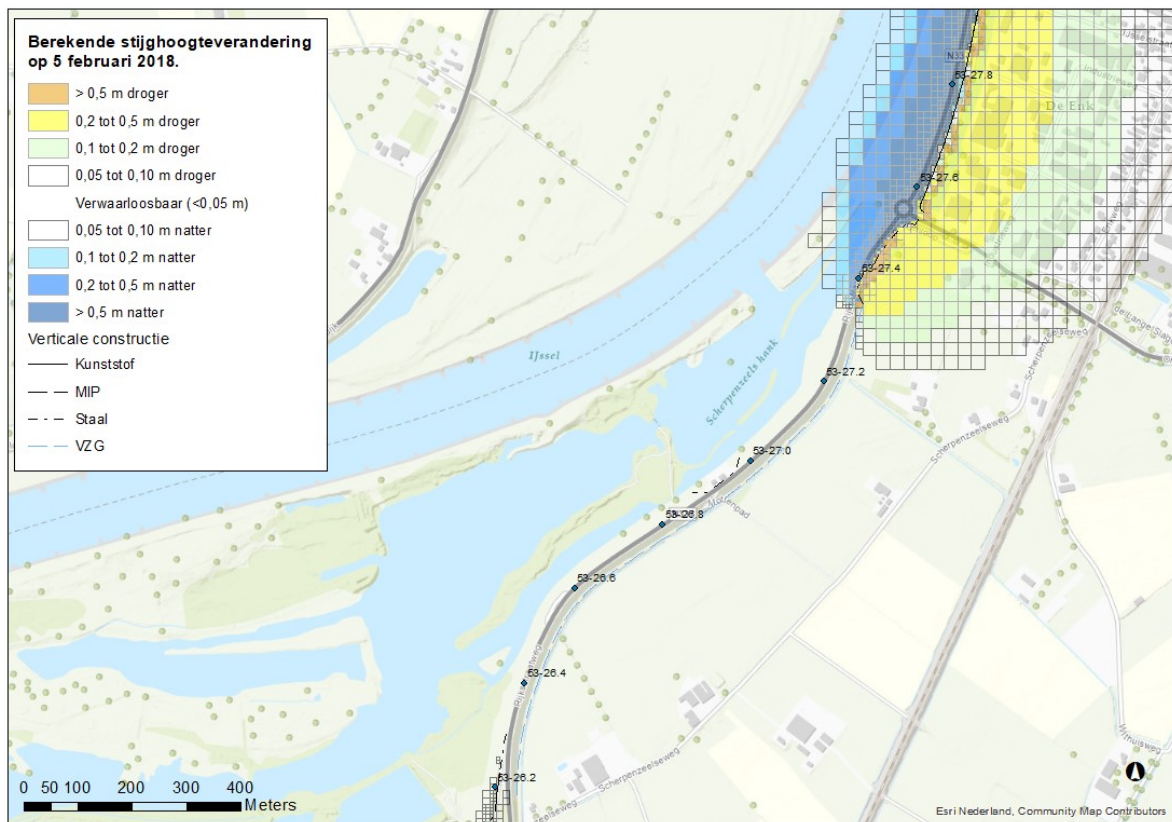 Berekende stijghoogteverandering
op 5 februari 2018.
> 0,5 m droger
0,2 tot 0,5 m droger
0,1 tot 0,2 m droger
0,05 tot 0,10 m droger
Verwaarloosbaar (<0,05 m)
0,05 tot 0,10 m natter
0,1 tot 0,2 m natter
0,2 tot 0,5 m natter
> 0,5 m natter
Verticale constructie
Kunststof
MIP
Staal
VZG
53-27.8
De Enk
53-27.6
53-27.4
IJssel
Scherpenzeels hank
53-27.2
Scherpenzeelseweg
Scherpenzeelseweg
53-27.0
53-26.6
53-26.4
Scherpenzeelseweg
53-26.2
0 50 100 200 300 400
Meters
Esri Nederland, Community Map Contributors